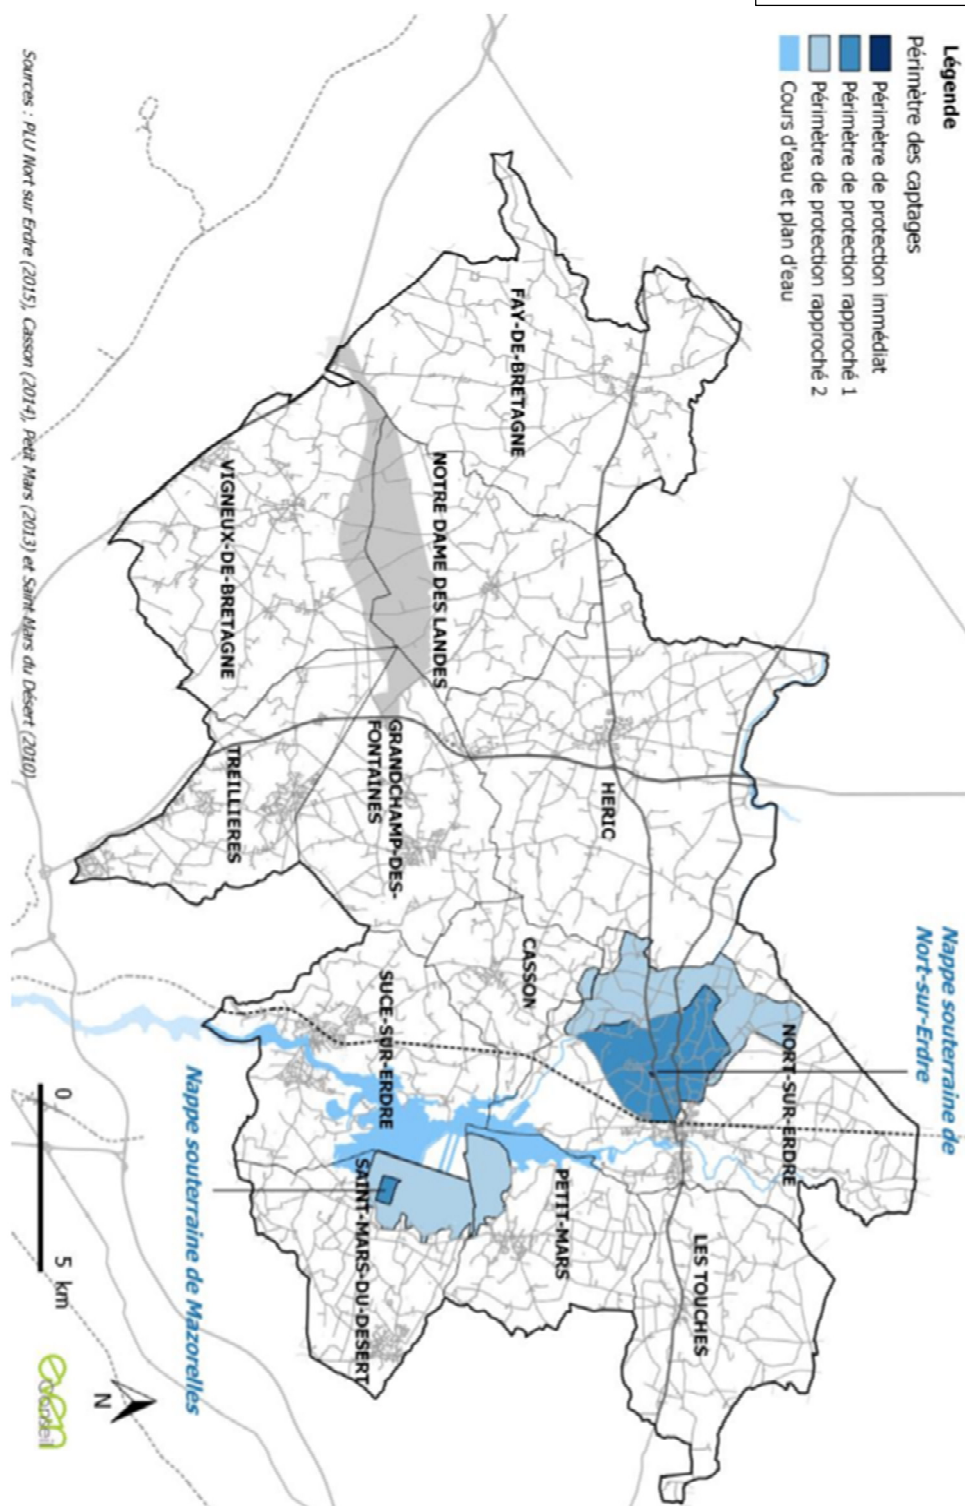 Légende
Périmètre des captages
Périmètre de protection immédiat
Périmètre de protection rapproché 1
Périmètre de protection rapproché 2
Cours d'eau et plan d'eau
Nappe souterraine de
Nort-sur-Erdre
NORT-SUR-ERDRE
LES TOUCHES
HERIC
FAY-DE-BRETAGNE
CASSON
PETIT-MARS
NOTRE DAME DES LANDES
GRANDCHAMP-DES-
FONTAINES
SUCE-SUR-ERDRE
SAINT-MARS-DU-DESERT
VIGNEUX-DE-BRETAGNE
TREILLIERES
Nappe souterraine de Mazorelles
N
0
5 km
even
Conseil
Sources : PLU Nort sur Erdre (2015), Casson (2014), Petit Mars (2013) et Saint Mars du Désert (2010)